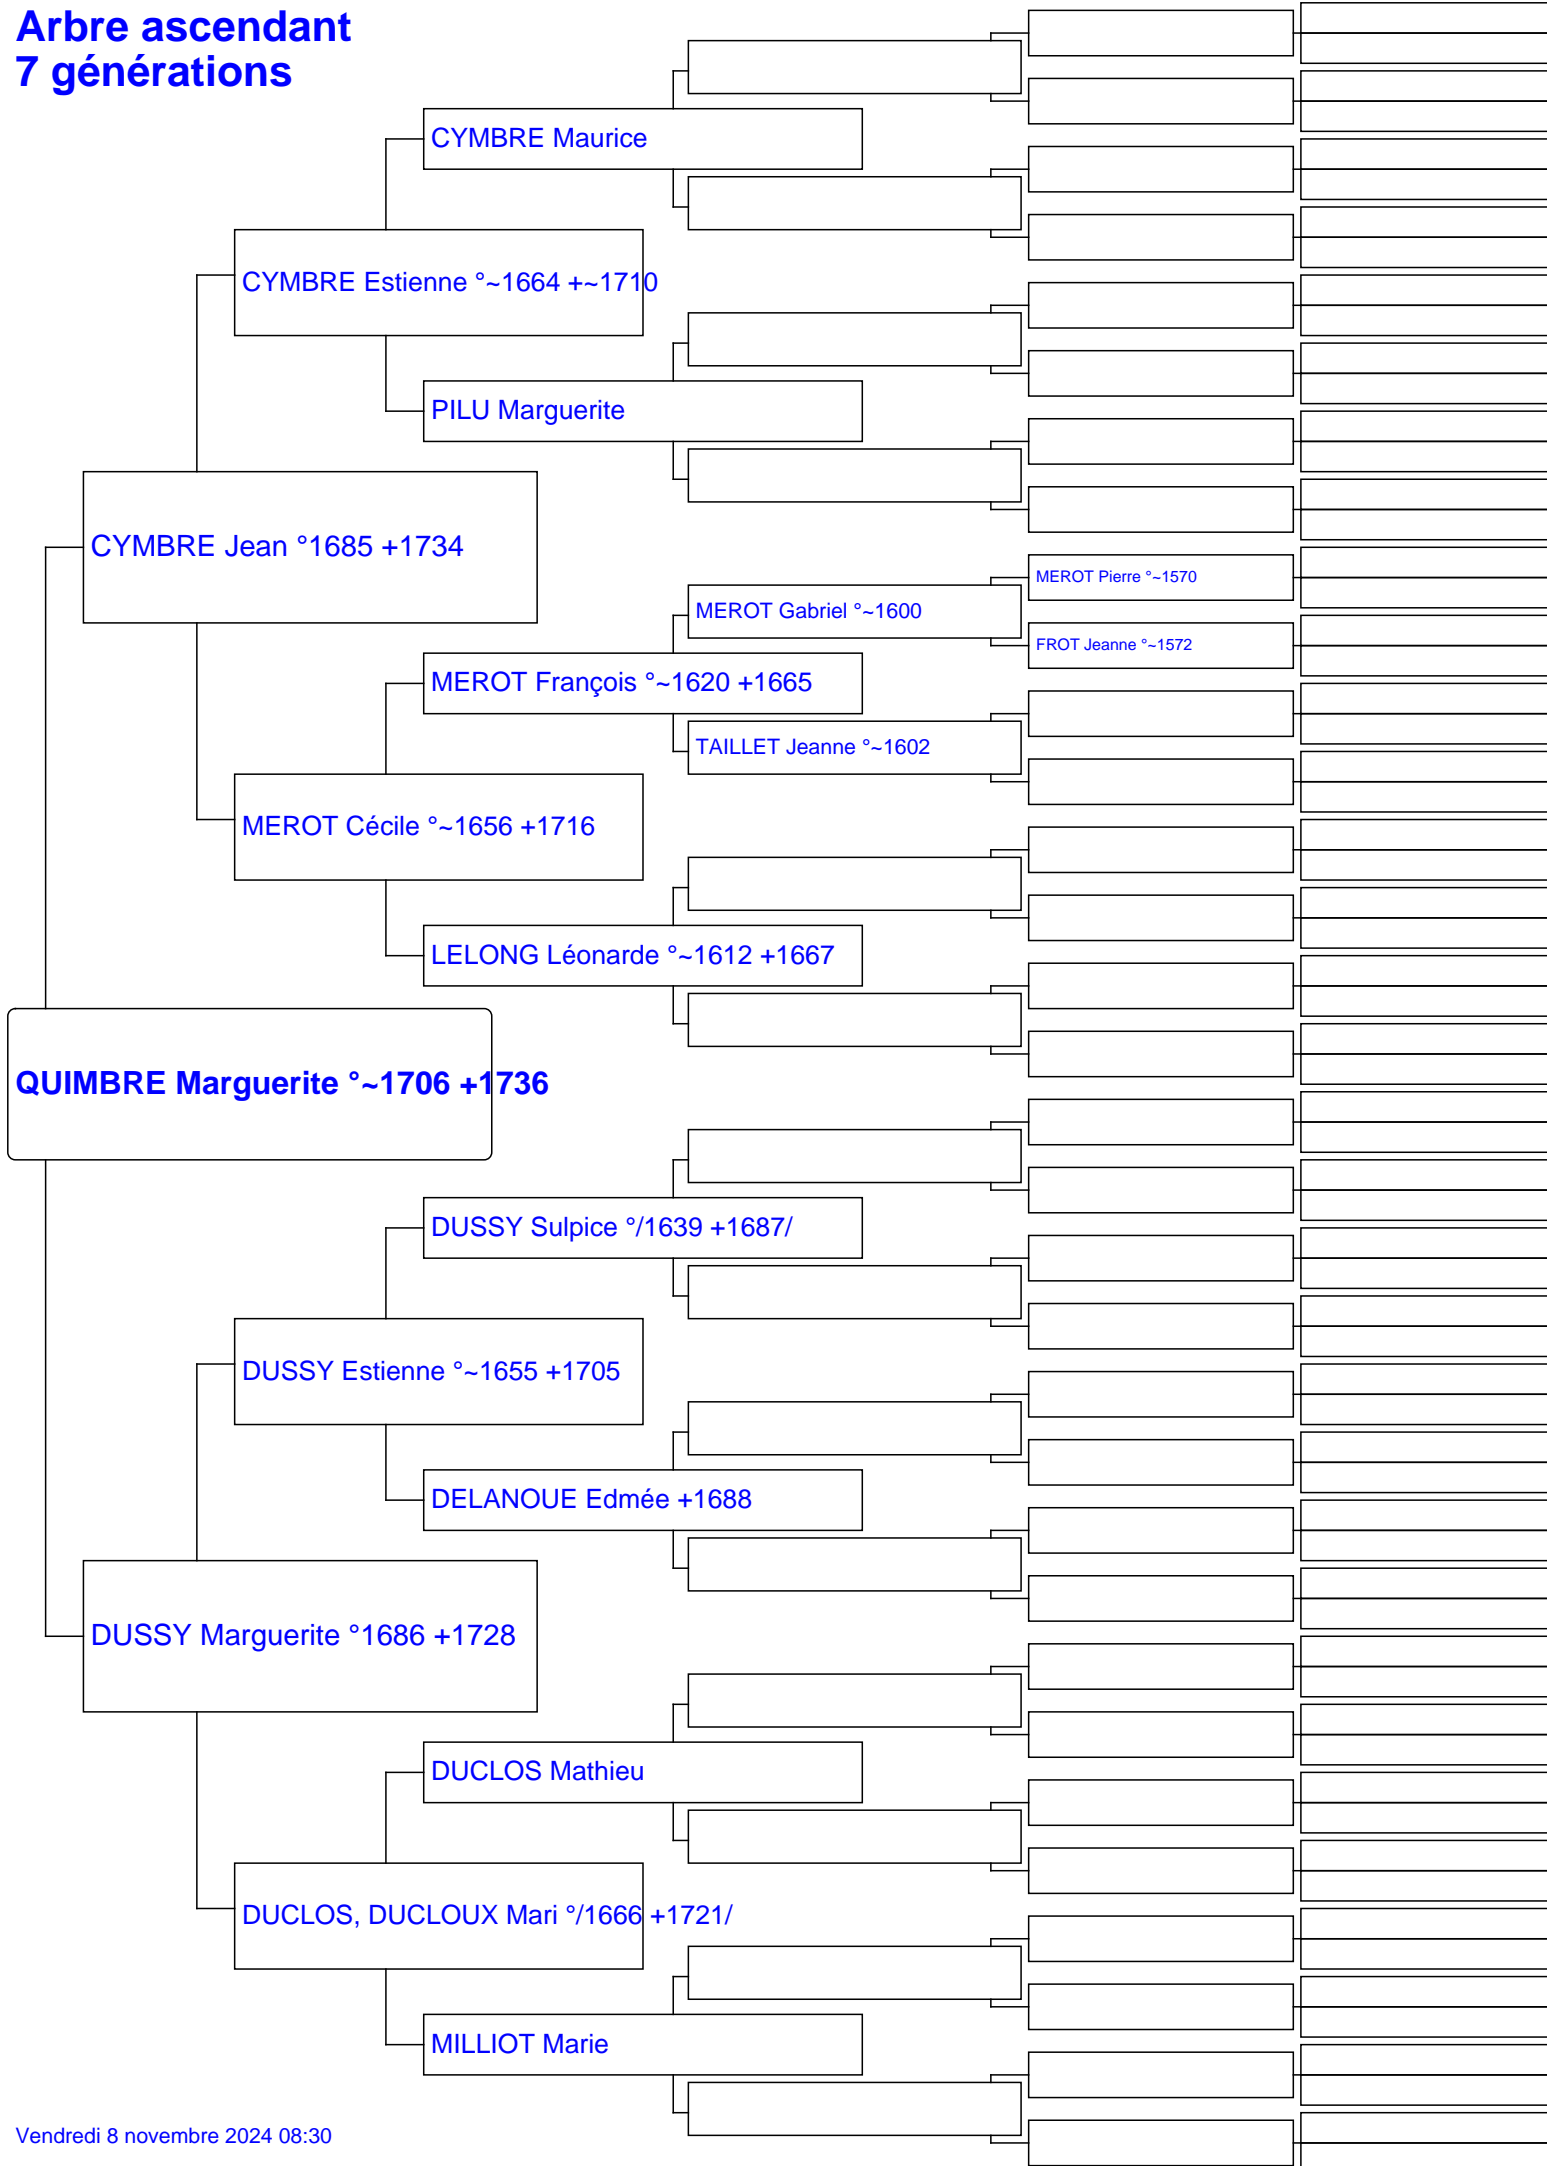 Arbre ascendant
7 générations
CYMBRE Maurice
CYMBRE Estienne °~1664 +~1710
PILU Marguerite
CYMBRE Jean °1685 +1734
MEROT Pierre °~1570
MEROT Gabriel °~1600
FROT Jeanne °~1572
MEROT François °~1620 +1665
TAILLET Jeanne °~1602
MEROT Cécile °~1656 +1716
LELONG Léonarde °~1612 +1667
QUIMBRE Marguerite °~1706 +1736
DUSSY Sulpice °/1639 +1687/
DUSSY Estienne °~1655 +1705
DELANOUE Edmée +1688
DUSSY Marguerite °1686 +1728
DUCLOS Mathieu
DUCLOS, DUCLOUX Mari °/1666 +1721/
MILLIOT Marie
Vendredi 8 novembre 2024 08:30